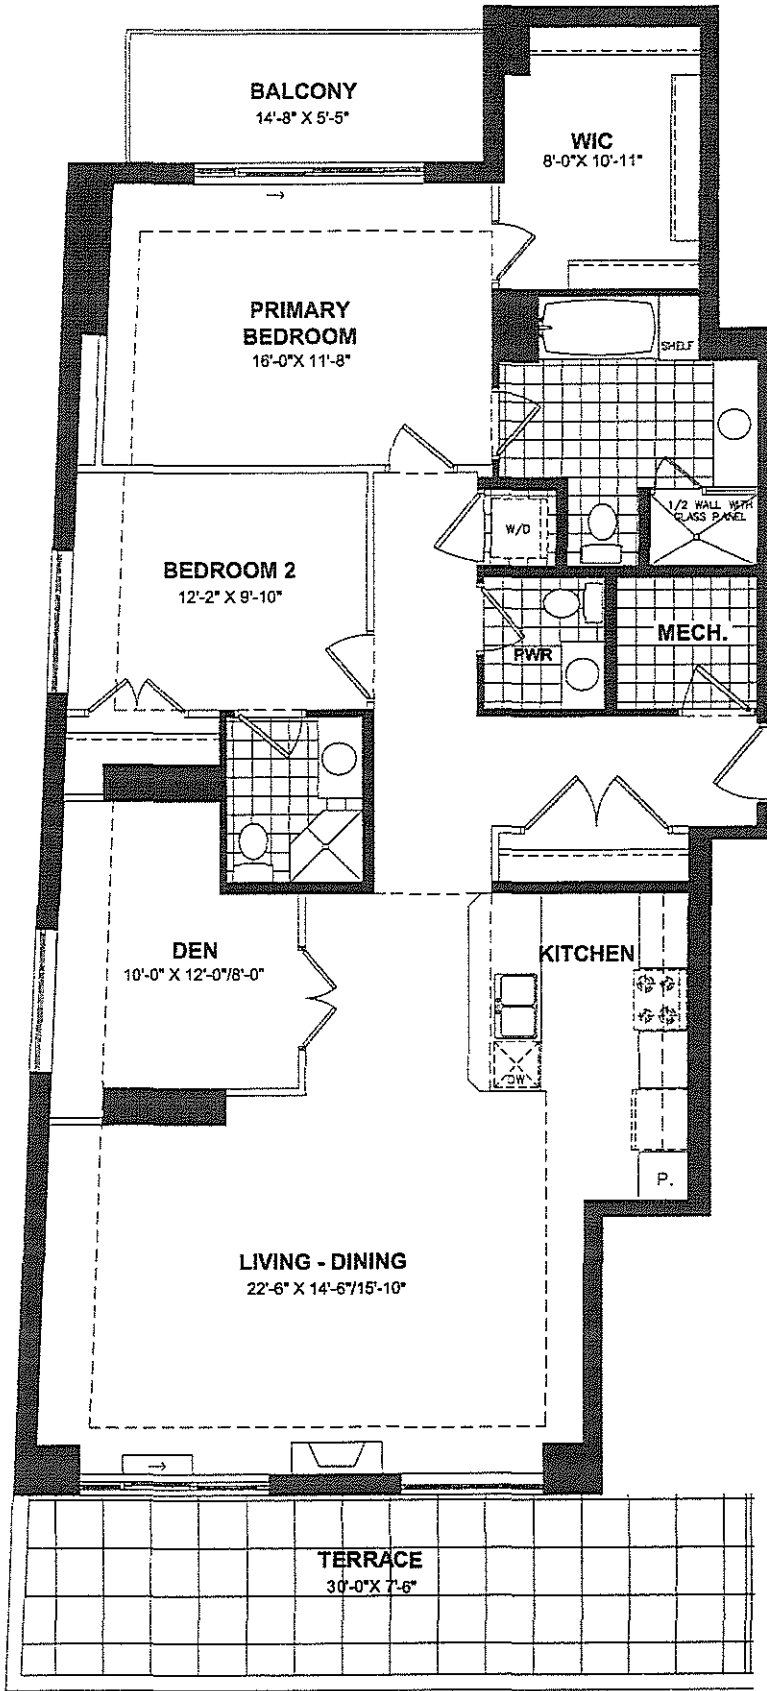 BALCONY
14'-8" X 5'-5"
WIC
8'-0"X 10'-11"
PRIMARY
BEDROOM
16'-0"X 11'-8"
SHELF
1/2 WALL WITH
GLASS PANEL
W/D
BEDROOM 2
12'-2" X 9'-10"
MECH.
PWR
DEN
10'-0" X 12'-0"/8'-0"
KITCHEN
DW
P.
LIVING - DINING
22'-6" X 14'-6"/15'-10"
TERRACE
30'-0"X 7'-6"